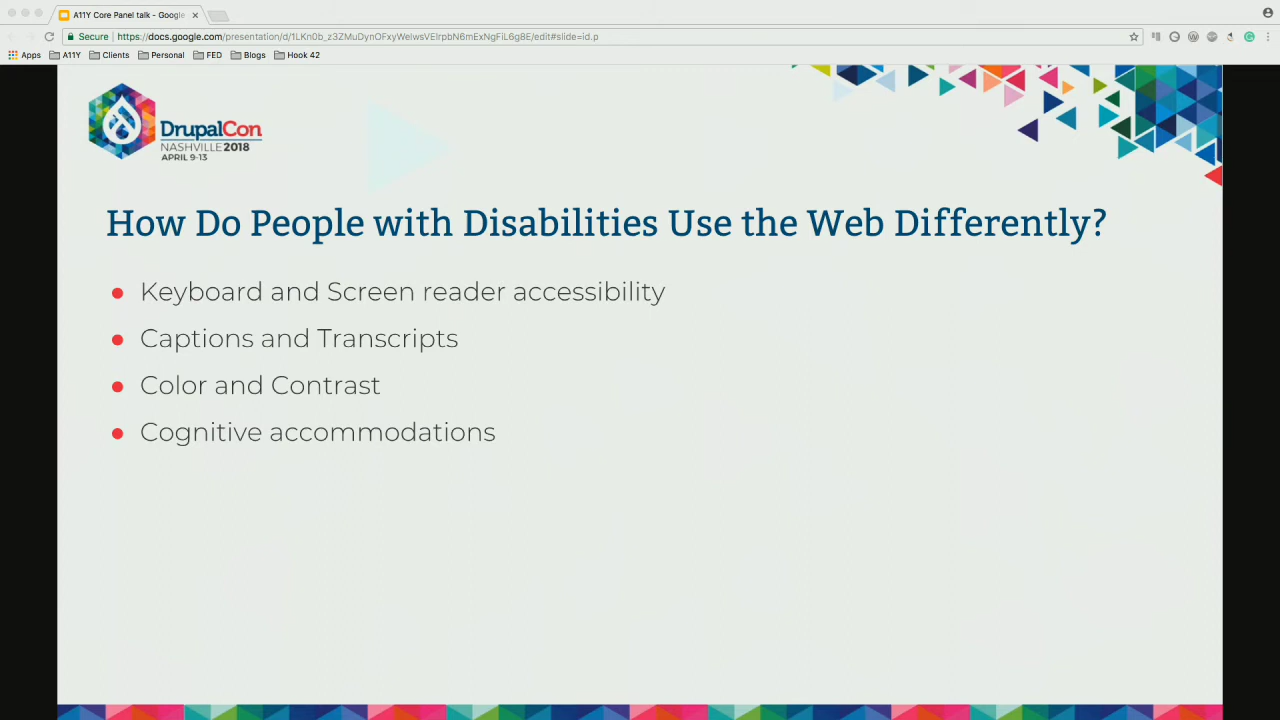 A11Y Core Panel talk - Google
Secure
https://docs.google.com/presentation/d/1LKn0b_z3ZMuDynOFxyWelwsVElrpbN6mExNgFiL6g8E/edit#slide=id.p
Apps A11Y Clients Personal FED Blogs Hook 42
DrupalCon
NASHVILLE 2018
APRIL 9-13
How Do People with Disabilities Use the Web Differently?
Keyboard and Screen reader accessibility
Captions and Transcripts
Color and Contrast
Cognitive accommodations